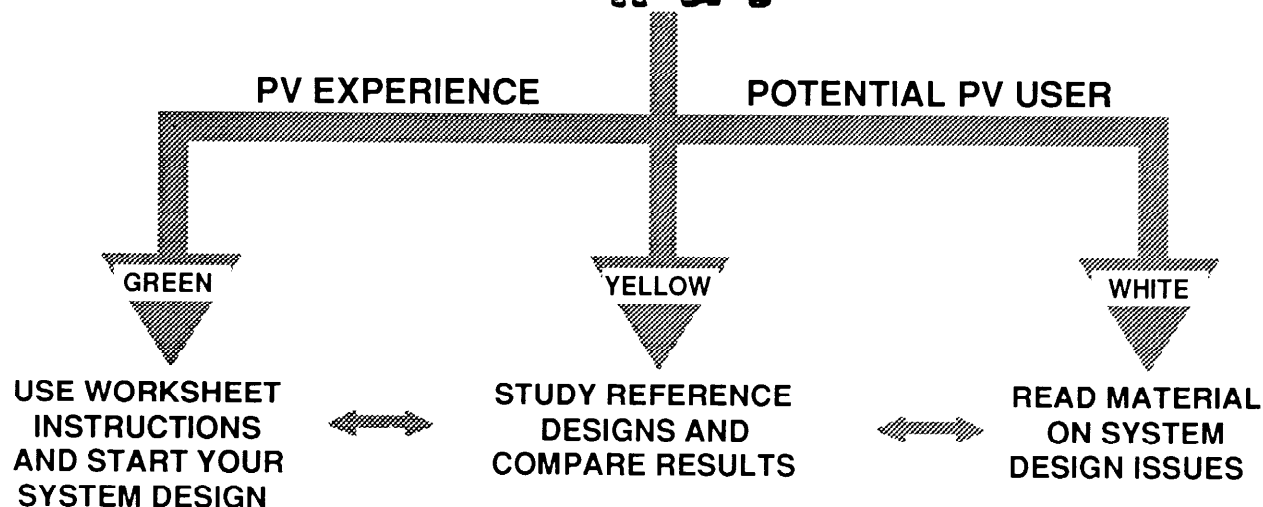 PV EXPERIENCE
POTENTIAL PV USER
GREEN
YELLOW
WHITE
USE WORKSHEET
INSTRUCTIONS
AND START YOUR
SYSTEM DESIGN
STUDY REFERENCE
DESIGNS AND
COMPARE RESULTS
READ MATERIAL
ON SYSTEM
DESIGN ISSUES